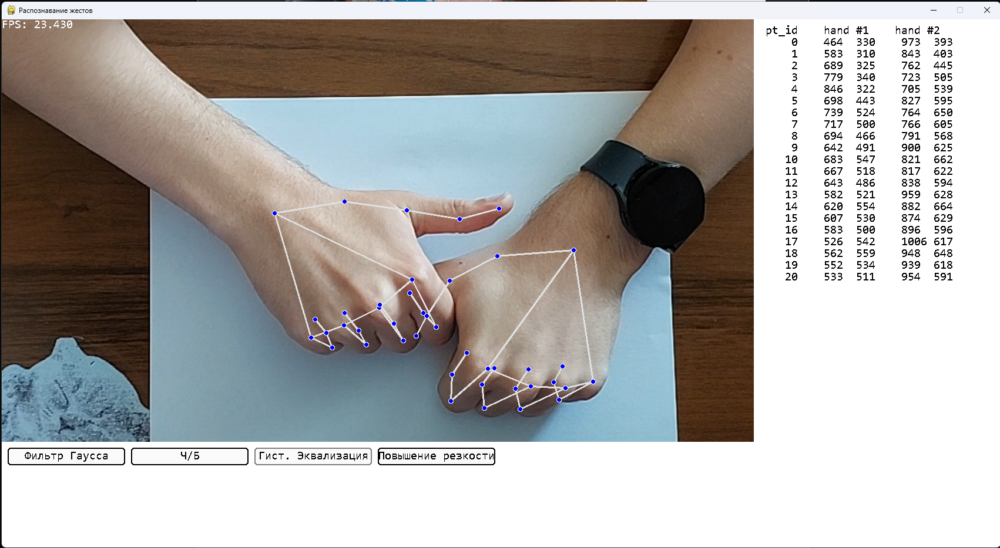 Распознавание жестов
FPS: 23.430
pt_id hand #1 hand #2
0 464 330 973 393
1 583 310 843 403
2 689 325 762 445
3 779 340 723 505
4 846 322 705 539
5 698 443 827 595
6 739 524 764 650
7 717 500 766 605
8 694 466 791 568
9 642 491 900 625
10 683 547 821 662
11 667 518 817 622
12 643 486 838 594
13 582 521 959 628
14 620 554 882 664
15 607 530 874 629
16 583 500 896 596
17 526 542 1006 617
18 562 559 948 648
19 552 534 939 618
20 533 511 954 591
Фильтр Гаусса Ч/Б Гист. Эквализация Повышение резкости